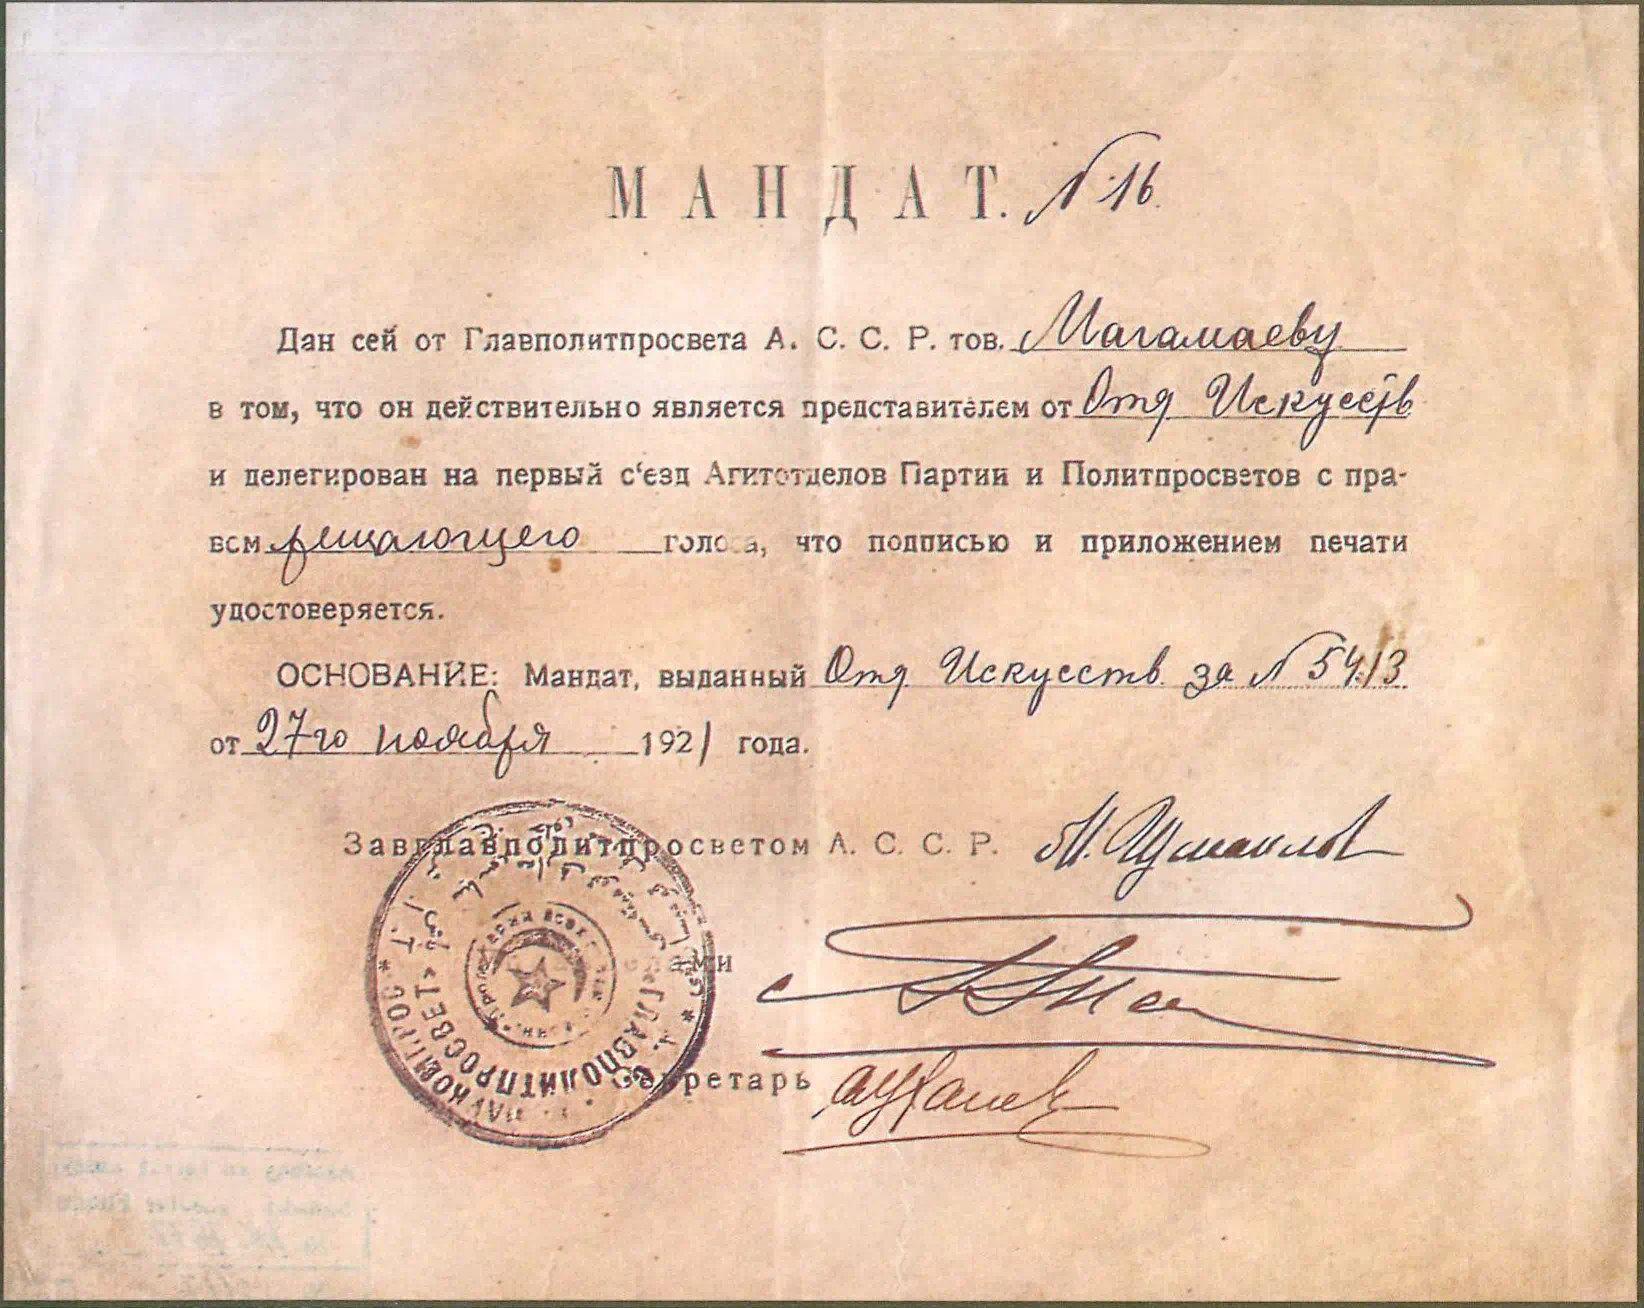 МАНДАТ. N 16.
Дан сей от Главполитпросвета А. С. С. Р. тов. Магамаеву
в том, что он действительно является представителем от Отд Искусств
и делегирован на первый с‘езд Агитотделов Партии и Политпросветов с пра-
вом решающего голоса, что подписью и приложением печати
удостоверяется.
ОСНОВАНИЕ: Мандат, выданный Отд Искусств за N 5413
от 27го ноября 1921 года.
Завглавполитпросветом А. С. С. Р.
Секретарь
ГЛАВПОЛИТПРОСВЕТ